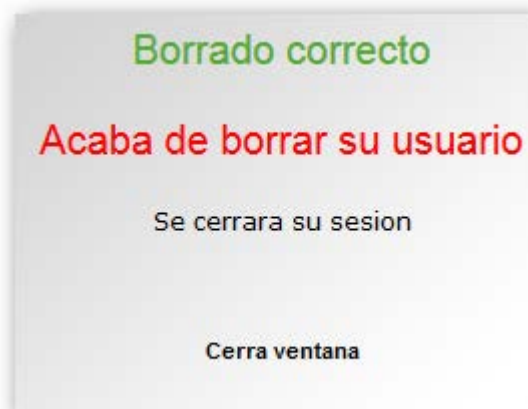 Borrado correcto
Acaba de borrar su usuario
Se cerrara su sesion
Cerra ventana